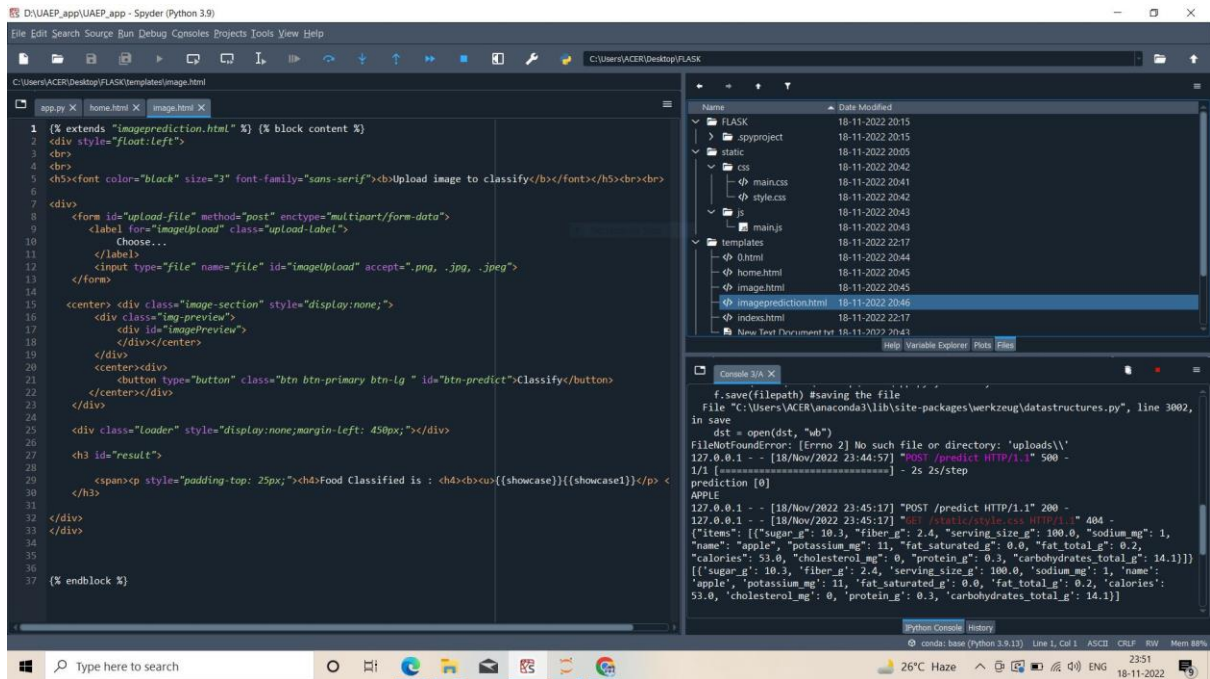 D:\UAEP_app\UAEP_app - Spyder (Python 3.9)
File Edit Search Source Run Debug Consoles Projects Tools View Help
C:\Users\ACER\Desktop\FLASK
C:\Users\ACER\Desktop\FLASK\templates\image.html
app.py X home.html X image.html X
1 {% extends "imageprediction.html" %} {% block content %}
2 <div style="float:left">
3 <br>
4 <br>
5 <h5><font color="black" size="3" font-family="sans-serif"><b>Upload image to classify</b></font></h5><br><br>
6
7 <div>
8 <form id="upload-file" method="post" enctype="multipart/form-data">
9 <label for="imageUpload" class="upload-label">
10 Choose...
11 </label>
12 <input type="file" name="file" id="imageUpload" accept=".png, .jpg, .jpeg">
13 </form>
14
15 <center> <div class="image-section" style="display:none;">
16 <div class="img-preview">
17 <div id="imagePreview">
18 </div></center>
19 </div>
20 <center><div>
21 <button type="button" class="btn btn-primary btn-lg " id="btn-predict">Classify</button>
22 </center></div>
23 </div>
24
25 <div class="loader" style="display:none;margin-left: 450px;"></div>
26
27 <h3 id="result">
28
29 <span><p style="padding-top: 25px;"><h4>Food Classified is : <h4><b><u>{{showcase}}{{showcase1}}</p> <
30 </h3>
31
32 </div>
33 </div>
34
35
36
37 {% endblock %}
Name Date Modified
FLASK 18-11-2022 20:15
.spyproject 18-11-2022 20:15
static 18-11-2022 20:05
css 18-11-2022 20:42
main.css 18-11-2022 20:41
style.css 18-11-2022 20:42
js 18-11-2022 20:43
main.js 18-11-2022 20:43
templates 18-11-2022 22:17
0.html 18-11-2022 20:44
home.html 18-11-2022 20:45
image.html 18-11-2022 20:45
imageprediction.html 18-11-2022 20:46
indexs.html 18-11-2022 22:17
New Text Document.txt 18-11-2022 20:43
Help Variable Explorer Plots Files
Console 3/A X
f.save(filepath) #saving the file
File "C:\Users\ACER\anaconda3\lib\site-packages\werkzeug\datastructures.py", line 3002,
in save
dst = open(dst, "wb")
FileNotFoundError: [Errno 2] No such file or directory: 'uploads\\'
127.0.0.1 - - [18/Nov/2022 23:44:57] "POST /predict HTTP/1.1" 500 -
1/1 [==============================] - 2s 2s/step
prediction [0]
APPLE
127.0.0.1 - - [18/Nov/2022 23:45:17] "POST /predict HTTP/1.1" 200 -
127.0.0.1 - - [18/Nov/2022 23:45:17] "GET /static/style.css HTTP/1.1" 404 -
{"items": [{"sugar_g": 10.3, "fiber_g": 2.4, "serving_size_g": 100.0, "sodium_mg": 1,
"name": "apple", "potassium_mg": 11, "fat_saturated_g": 0.0, "fat_total_g": 0.2,
"calories": 53.0, "cholesterol_mg": 0, "protein_g": 0.3, "carbohydrates_total_g": 14.1}]}
[{'sugar_g': 10.3, 'fiber_g': 2.4, 'serving_size_g': 100.0, 'sodium_mg': 1, 'name':
'apple', 'potassium_mg': 11, 'fat_saturated_g': 0.0, 'fat_total_g': 0.2, 'calories':
53.0, 'cholesterol_mg': 0, 'protein_g': 0.3, 'carbohydrates_total_g': 14.1}]
IPython Console History
conda: base (Python 3.9.13) Line 1, Col 1 ASCII CRLF RW Mem 88%
Type here to search
26°C Haze
ENG
23:51
18-11-2022
9